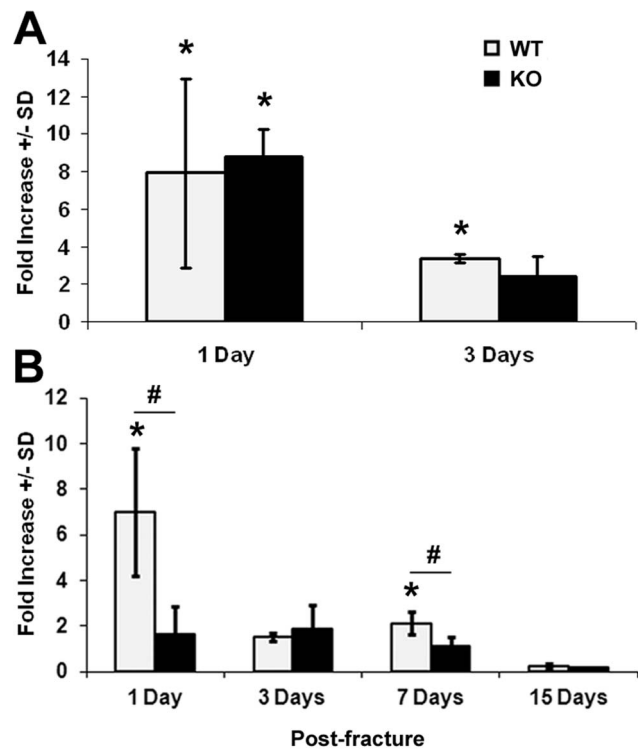 A
* *
WT
KO
Fold Increase +/- SD
14
12
10
8
6
4
2
0
*
1 Day 3 Days
B
Fold Increase +/- SD
12
10
8
6
4
2
0
#
*
#
*
1 Day 3 Days 7 Days 15 Days
Post-fracture